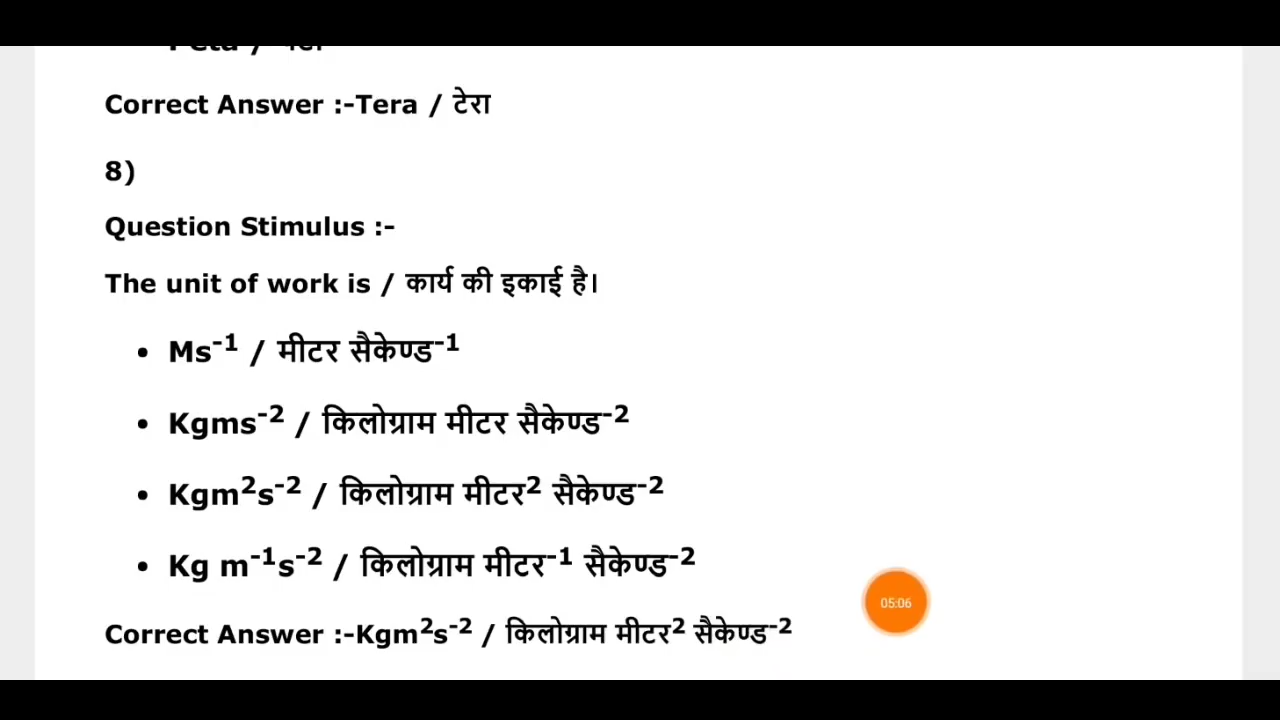 Correct Answer :-Tera / टेरा
8)
Question Stimulus :-
The unit of work is / कार्य की इकाई है।
• Ms⁻¹ / मीटर सैकेण्ड⁻¹
• Kgms⁻² / किलोग्राम मीटर सैकेण्ड⁻²
• Kgm²s⁻² / किलोग्राम मीटर² सैकेण्ड⁻²
• Kg m⁻¹s⁻² / किलोग्राम मीटर⁻¹ सैकेण्ड⁻²
05:06
Correct Answer :-Kgm²s⁻² / किलोग्राम मीटर² सैकेण्ड⁻²